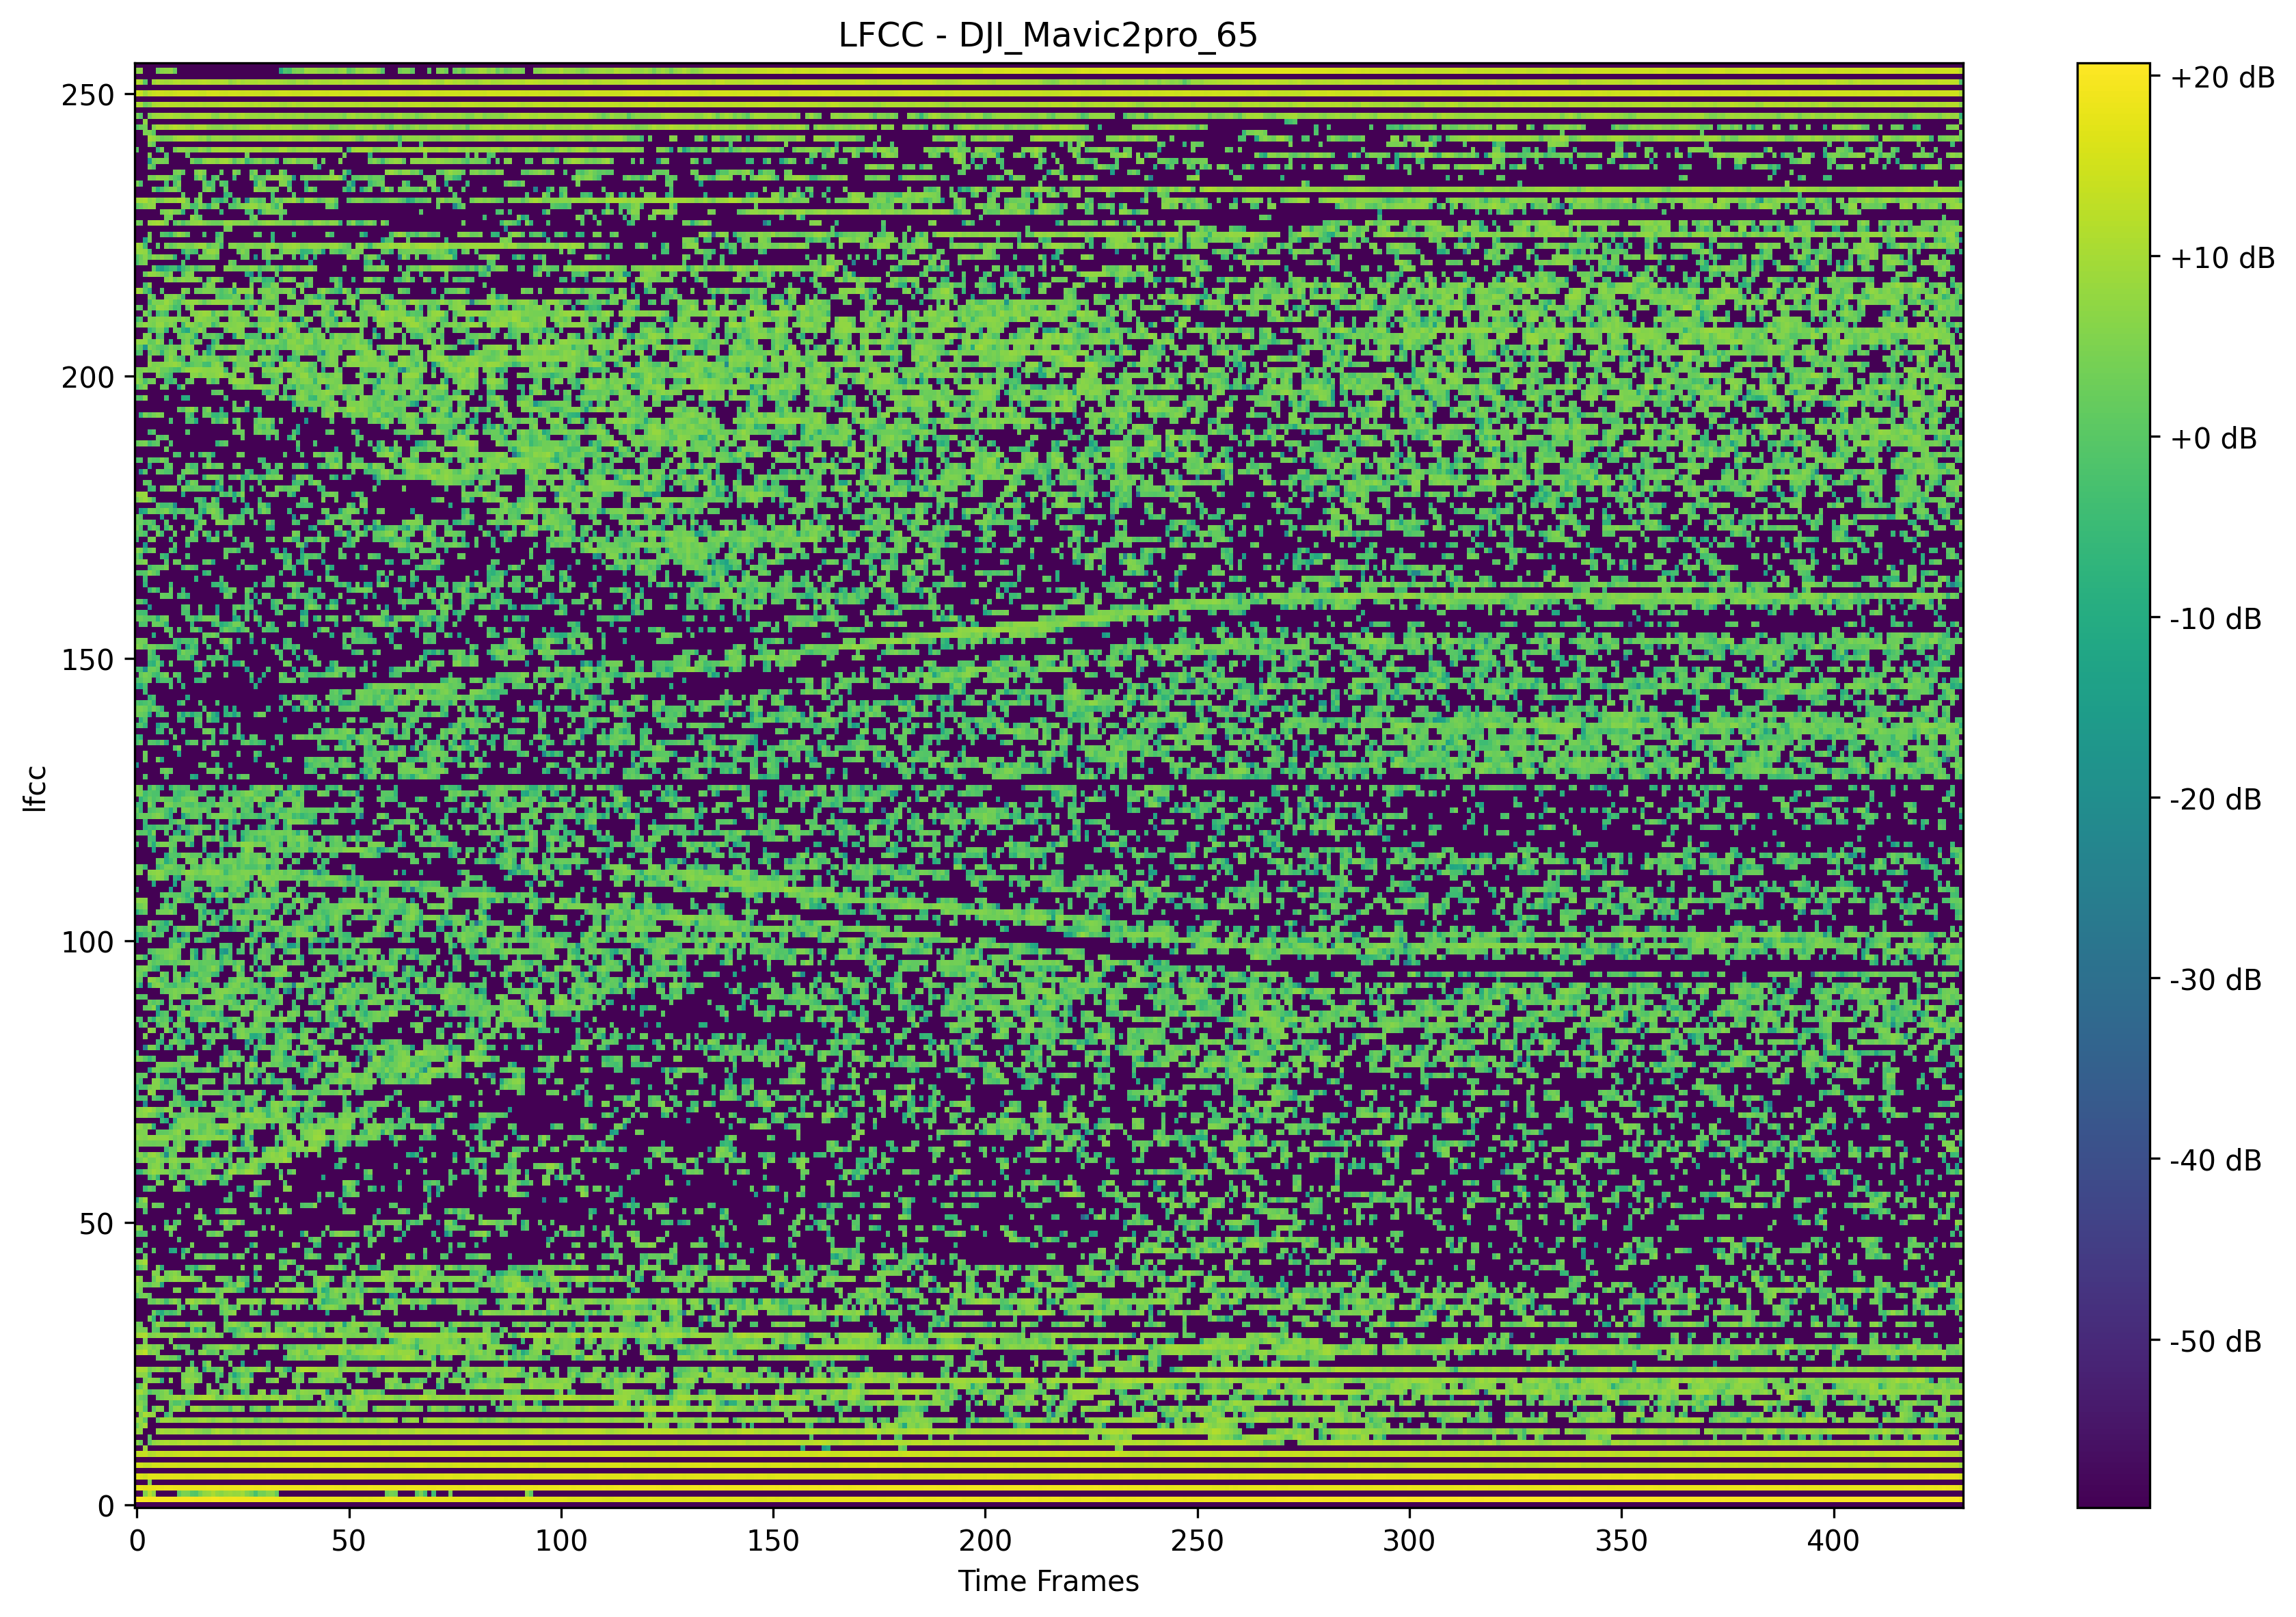 LFCC - DJI_Mavic2pro_65
250
200
150
100
50
0
lfcc
0 50 100 150 200 250 300 350 400
Time Frames
+20 dB
+10 dB
+0 dB
-10 dB
-20 dB
-30 dB
-40 dB
-50 dB